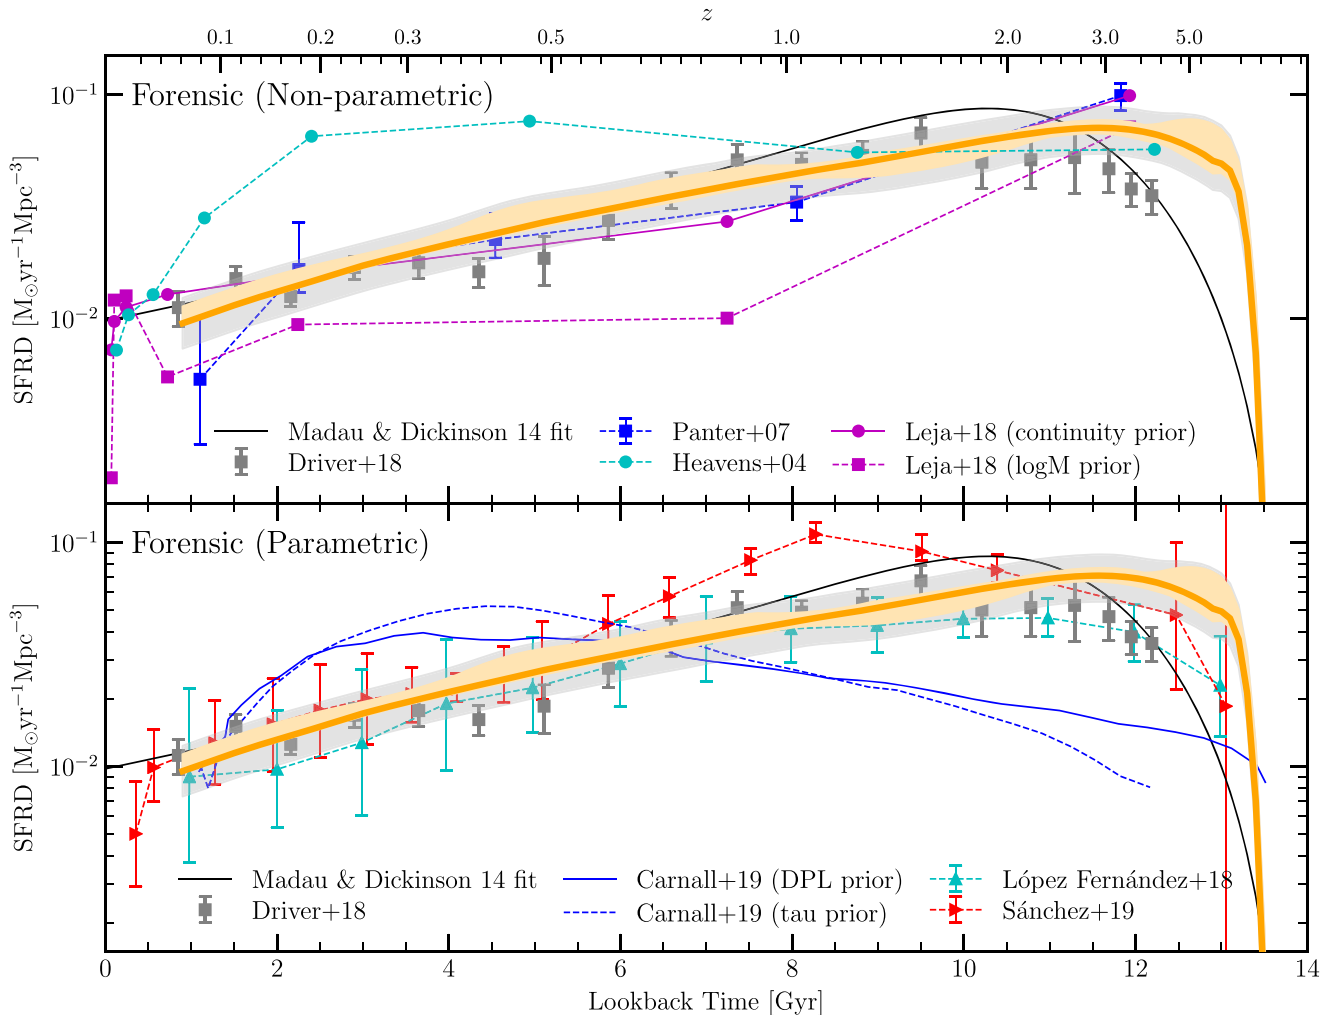 z
0.1 0.2 0.3 0.5 1.0 2.0 3.0 5.0
Forensic (Non-parametric)
10⁻¹
10⁻²
SFRD [M⊙yr⁻¹Mpc⁻³]
Madau & Dickinson 14 fit
Driver+18
Panter+07
Heavens+04
Leja+18 (continuity prior)
Leja+18 (logM prior)
Forensic (Parametric)
10⁻¹
10⁻²
SFRD [M⊙yr⁻¹Mpc⁻³]
Madau & Dickinson 14 fit
Driver+18
Carnall+19 (DPL prior)
Carnall+19 (tau prior)
López Fernández+18
Sánchez+19
0 2 4 6 8 10 12 14
Lookback Time [Gyr]